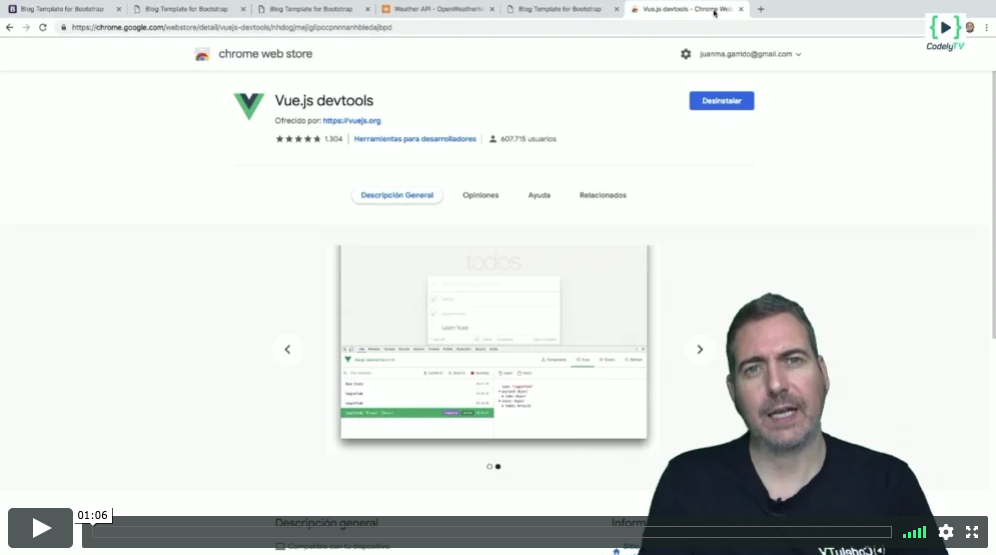 Blog Template for Bootstrap
Blog Template for Bootstrap
Blog Template for Bootstrap
Weather API - OpenWeatherM
Blog Template for Bootstrap
Vue.js devtools - Chrome Web
https://chrome.google.com/webstore/detail/vuejs-devtools/nhdogjmejiglipccpnnnanhbledajbpd
CodelyTV
chrome web store
juanma.garrido@gmail.com
Vue.js devtools
Desinstalar
Ofrecido por: https://vuejs.org
1.304
Herramientas para desarrolladores
607.715 usuarios
Descripción General
Opiniones
Ayuda
Relacionados
todos
Learn Vuex
01:06
Descripción general
Inform
Compatible con tu dispositivo
CodelyTV